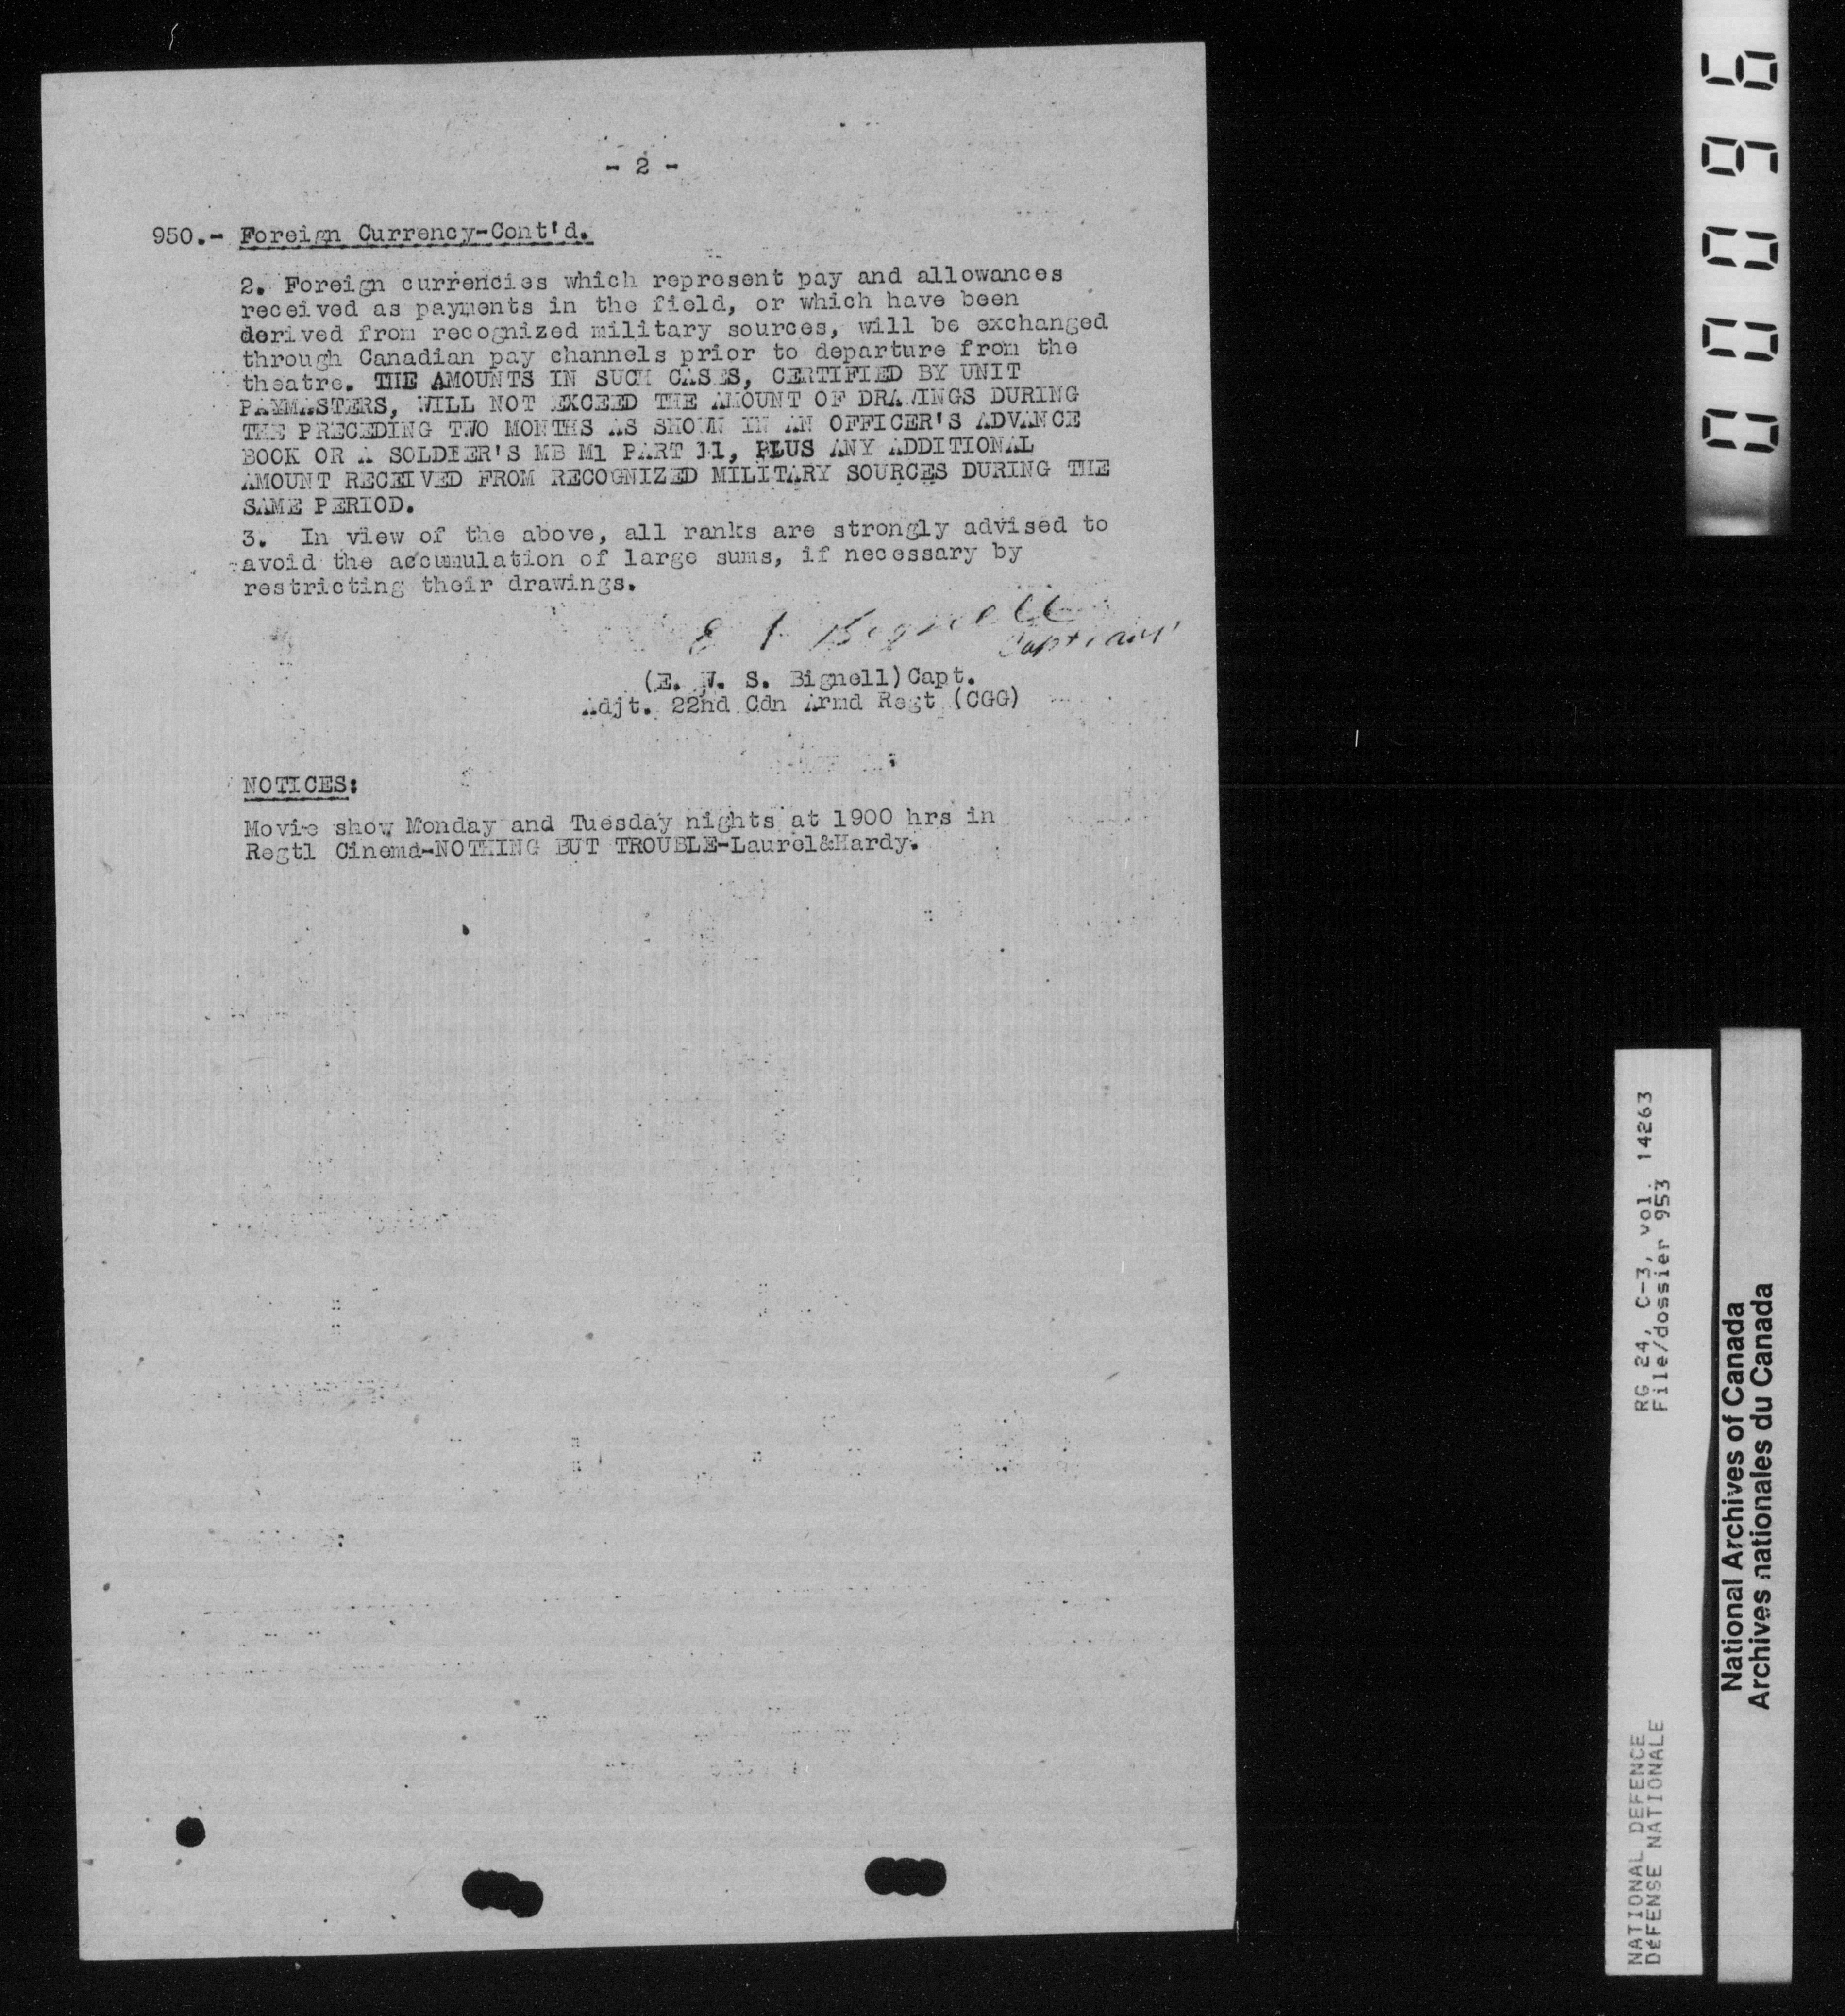 - 2 -
950.- Foreign Currency-Cont'd.
2. Foreign currencies which represent pay and allowances
received as payments in the field, or which have been
derived from recognized military sources, will be exchanged
through Canadian pay channels prior to departure from the
theatre. THE AMOUNTS IN SUCH CASES, CERTIFIED BY UNIT
PAYMASTERS, WILL NOT EXCEED THE AMOUNT OF DRAWINGS DURING
THE PRECEDING TWO MONTHS AS SHOWN IN AN OFFICER'S ADVANCE
BOOK OR A SOLDIER'S MB M1 PART 11, PLUS ANY ADDITIONAL
AMOUNT RECEIVED FROM RECOGNIZED MILITARY SOURCES DURING THE
SAME PERIOD.
3. In view of the above, all ranks are strongly advised to
avoid the accumulation of large sums, if necessary by
restricting their drawings.
Bignell
Captain
(E. W. S. Bignell) Capt.
Adjt. 22nd Cdn Armd Regt (CGG)
NOTICES:
Movie show Monday and Tuesday nights at 1900 hrs in
Regtl Cinema-NOTHING BUT TROUBLE-Laurel&Hardy.
000096
RG 24, C-3, vol. 14263
File/dossier 953
NATIONAL DEFENCE
DéFENSE NATIONALE
National Archives of Canada
Archives nationales du Canada